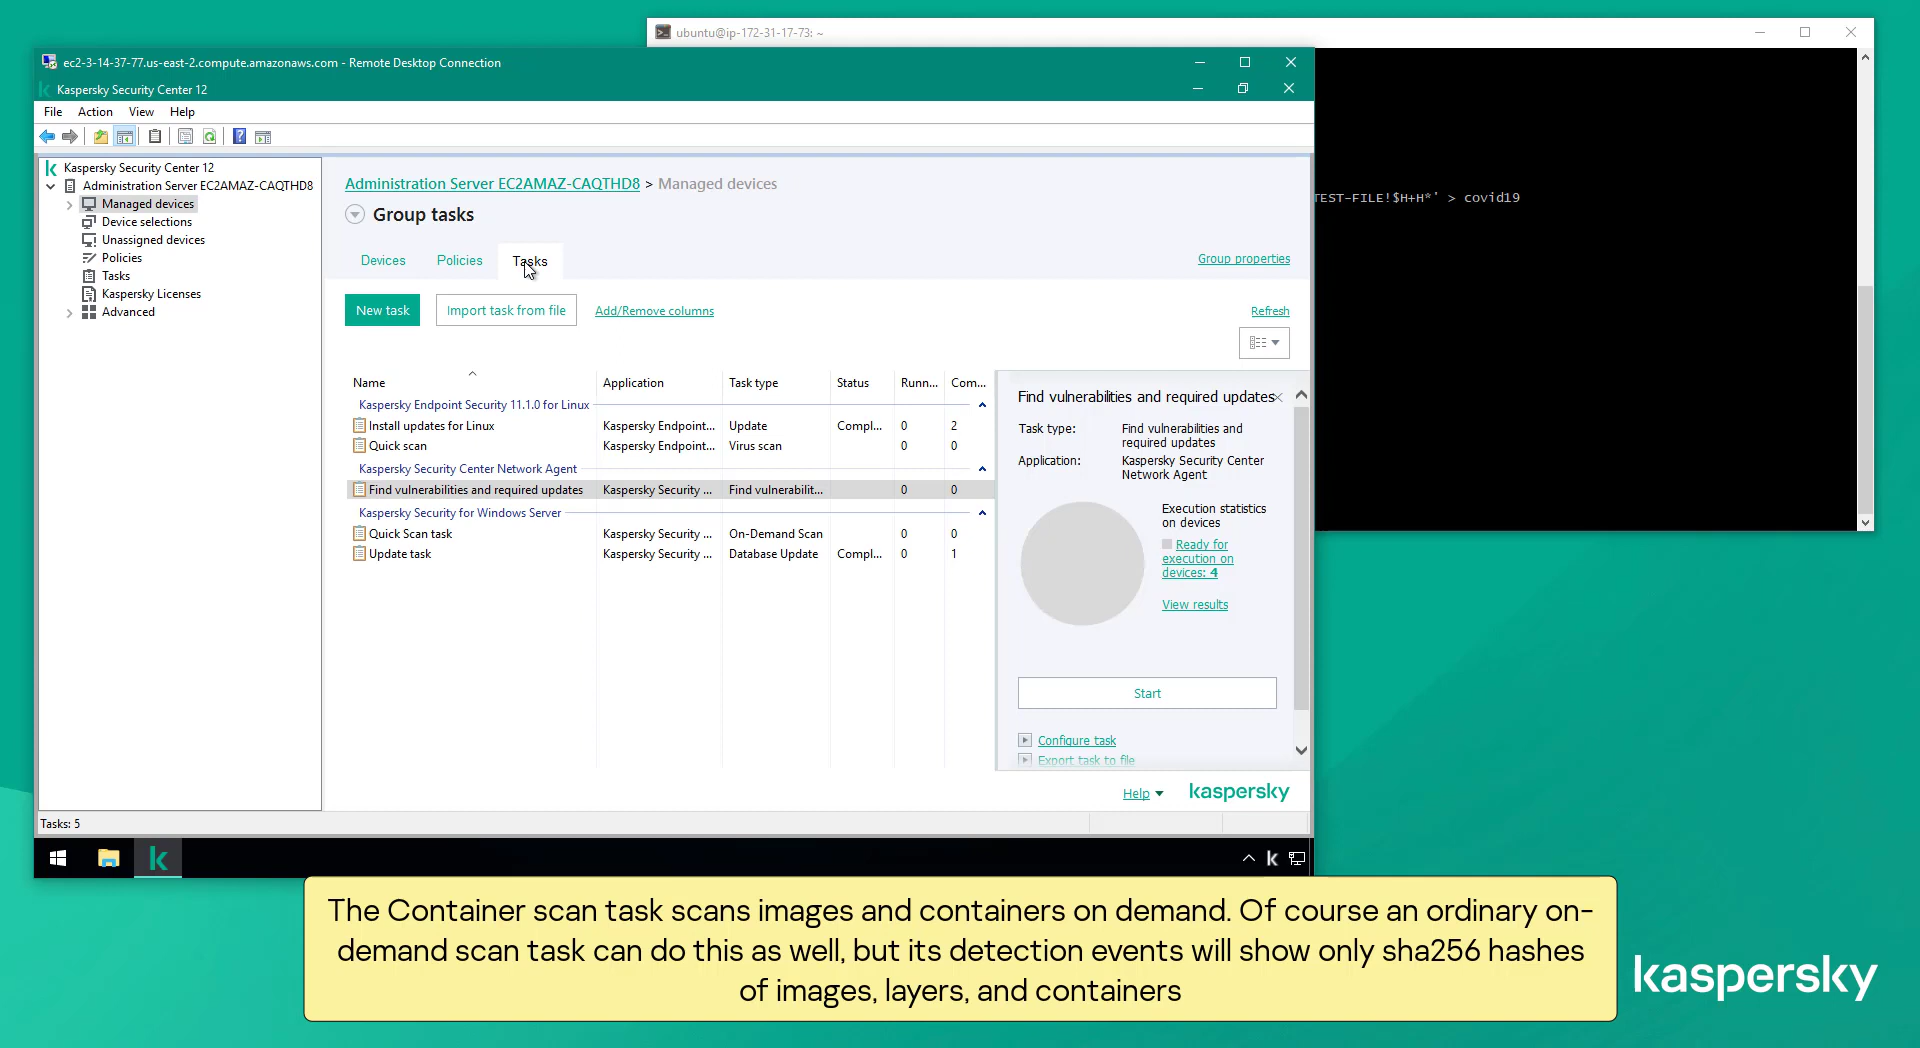 ubuntu@ip-172-31-17-73: ~
ec2-3-14-37-77.us-east-2.compute.amazonaws.com - Remote Desktop Connection
Kaspersky Security Center 12
File Action View Help
Kaspersky Security Center 12
Administration Server EC2AMAZ-CAQTHD8
Managed devices
Device selections
Unassigned devices
Policies
Tasks
Kaspersky Licenses
Advanced
Administration Server EC2AMAZ-CAQTHD8 > Managed devices
Group tasks
Devices Policies Tasks
Group properties
New task Import task from file Add/Remove columns
Refresh
Name Application Task type Status Runn... Com...
Kaspersky Endpoint Security 11.1.0 for Linux
Install updates for Linux Kaspersky Endpoint... Update Compl... 0 2
Quick scan Kaspersky Endpoint... Virus scan 0 0
Kaspersky Security Center Network Agent
Find vulnerabilities and required updates Kaspersky Security ... Find vulnerabilit... 0 0
Kaspersky Security for Windows Server
Quick Scan task Kaspersky Security ... On-Demand Scan 0 0
Update task Kaspersky Security ... Database Update Compl... 0 1
Find vulnerabilities and required updates
Task type: Find vulnerabilities and
required updates
Application: Kaspersky Security Center
Network Agent
Execution statistics
on devices
Ready for
execution on
devices: 4
View results
Start
Configure task
Export task to file
Help
kaspersky
Tasks: 5
TEST-FILE!$H+H*' > covid19
The Container scan task scans images and containers on demand. Of course an ordinary on-
demand scan task can do this as well, but its detection events will show only sha256 hashes
of images, layers, and containers
kaspersky